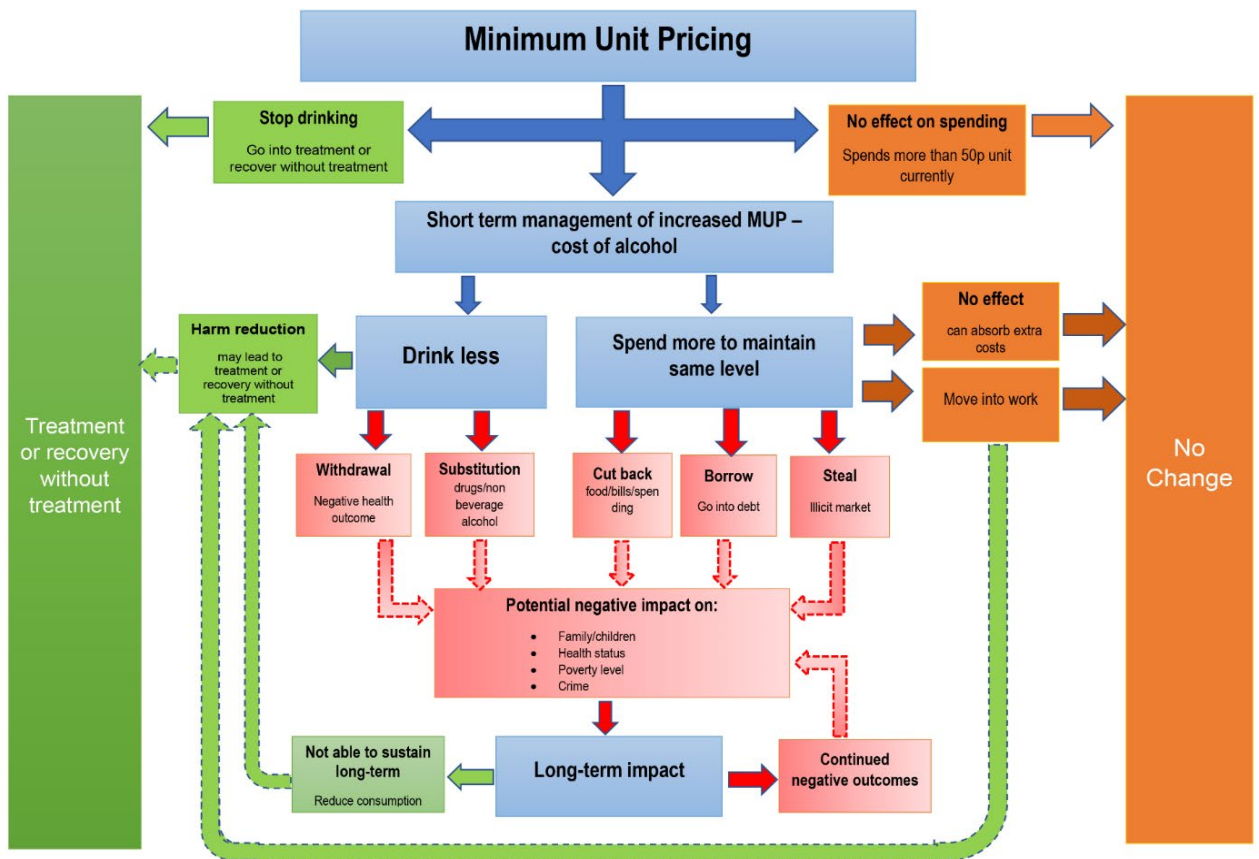 Minimum Unit Pricing
Stop drinking
Go into treatment or
recover without treatment
No effect on spending
Spends more than 50p unit
currently
Short term management of increased MUP –
cost of alcohol
Harm reduction
may lead to
treatment or
recovery without
treatment
Drink less
Spend more to maintain
same level
No effect
can absorb extra
costs
Move into work
Treatment
or recovery
without
treatment
No
Change
Withdrawal
Negative health
outcome
Substitution
drugs/non
beverage
alcohol
Cut back
food/bills/spen
ding
Borrow
Go into debt
Steal
Illicit market
Potential negative impact on:
● Family/children
● Health status
● Poverty level
● Crime
Not able to sustain
long-term
Reduce consumption
Long-term impact
Continued
negative outcomes